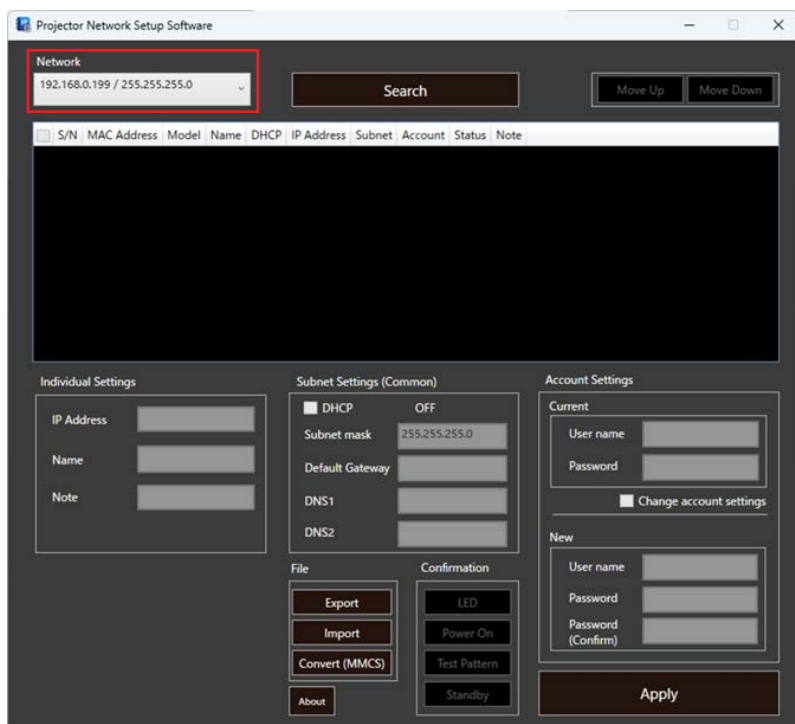 Projector Network Setup Software
Network
192.168.0.199 / 255.255.255.0
Search
Move Up
Move Down
S/N MAC Address Model Name DHCP IP Address Subnet Account Status Note
Individual Settings
IP Address
Name
Note
Subnet Settings (Common)
DHCP OFF
Subnet mask 255.255.255.0
Default Gateway
DNS1
DNS2
Account Settings
Current
User name
Password
Change account settings
New
User name
Password
Password
(Confirm)
File
Export
Import
Convert (MMCS)
About
Confirmation
LED
Power On
Test Pattern
Standby
Apply